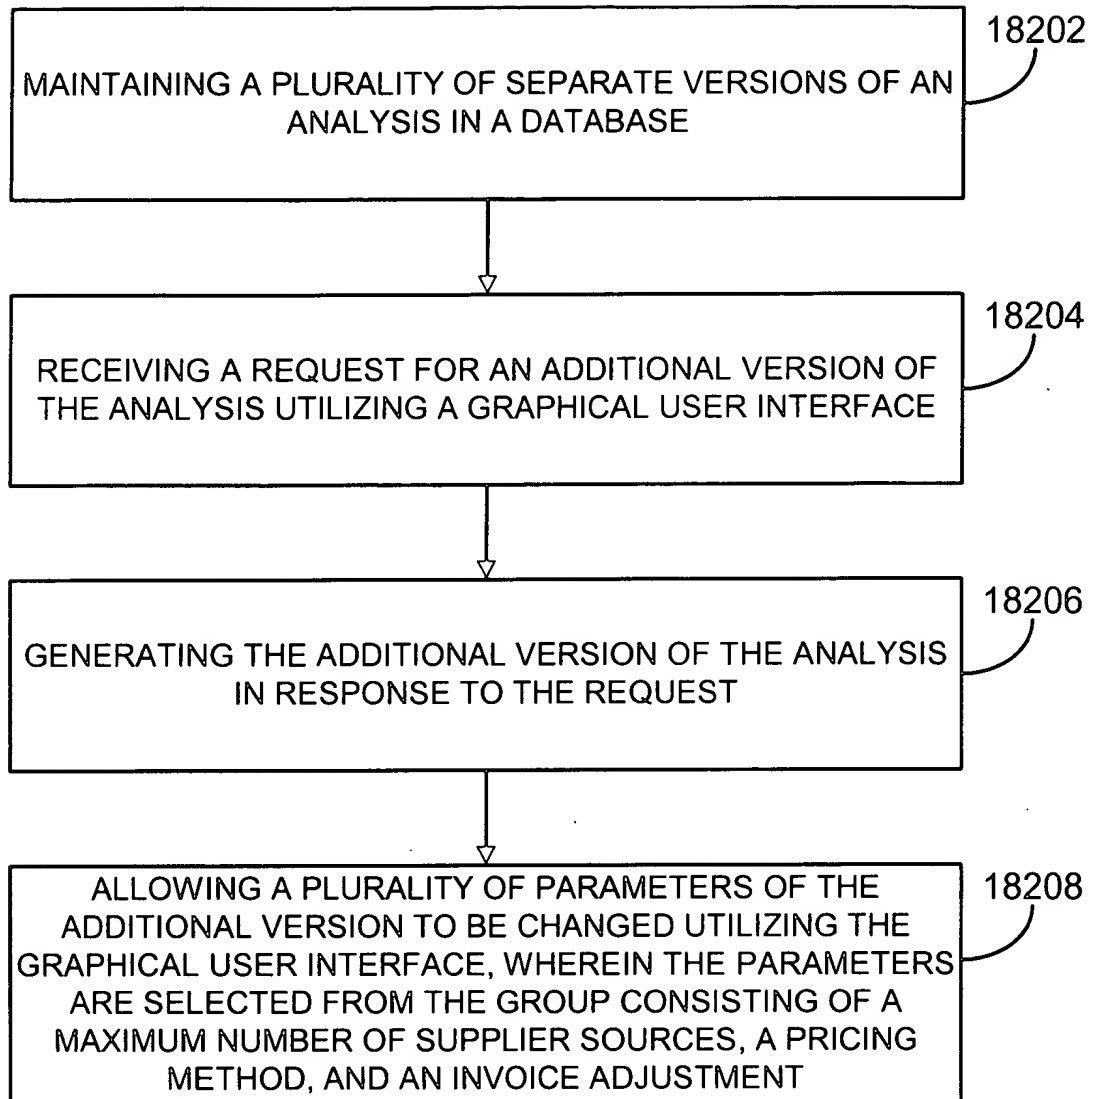 18202
MAINTAINING A PLURALITY OF SEPARATE VERSIONS OF AN
ANALYSIS IN A DATABASE
18204
RECEIVING A REQUEST FOR AN ADDITIONAL VERSION OF
THE ANALYSIS UTILIZING A GRAPHICAL USER INTERFACE
18206
GENERATING THE ADDITIONAL VERSION OF THE ANALYSIS
IN RESPONSE TO THE REQUEST
18208
ALLOWING A PLURALITY OF PARAMETERS OF THE
ADDITIONAL VERSION TO BE CHANGED UTILIZING THE
GRAPHICAL USER INTERFACE, WHEREIN THE PARAMETERS
ARE SELECTED FROM THE GROUP CONSISTING OF A
MAXIMUM NUMBER OF SUPPLIER SOURCES, A PRICING
METHOD, AND AN INVOICE ADJUSTMENT